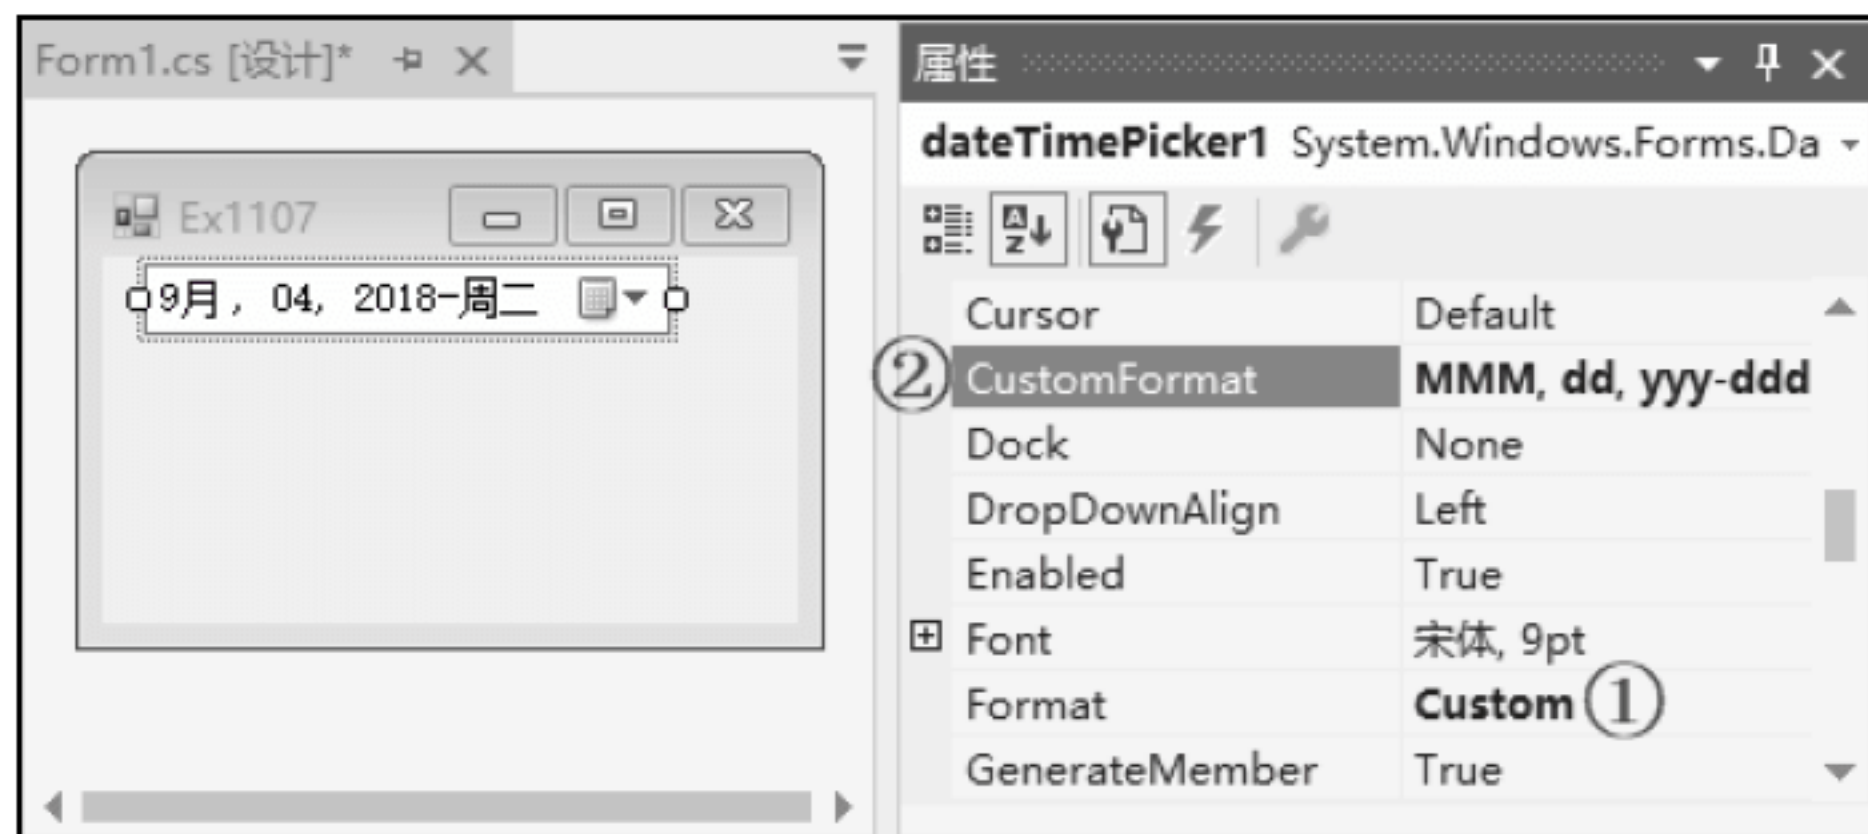 Form1.cs [设计]*
属性
dateTimePicker1 System.Windows.Forms.Da
Ex1107
9月, 04, 2018-周二
Cursor Default
② CustomFormat MMM, dd, yyy-ddd
Dock None
DropDownAlign Left
Enabled True
Font 宋体, 9pt
Format Custom ①
GenerateMember True